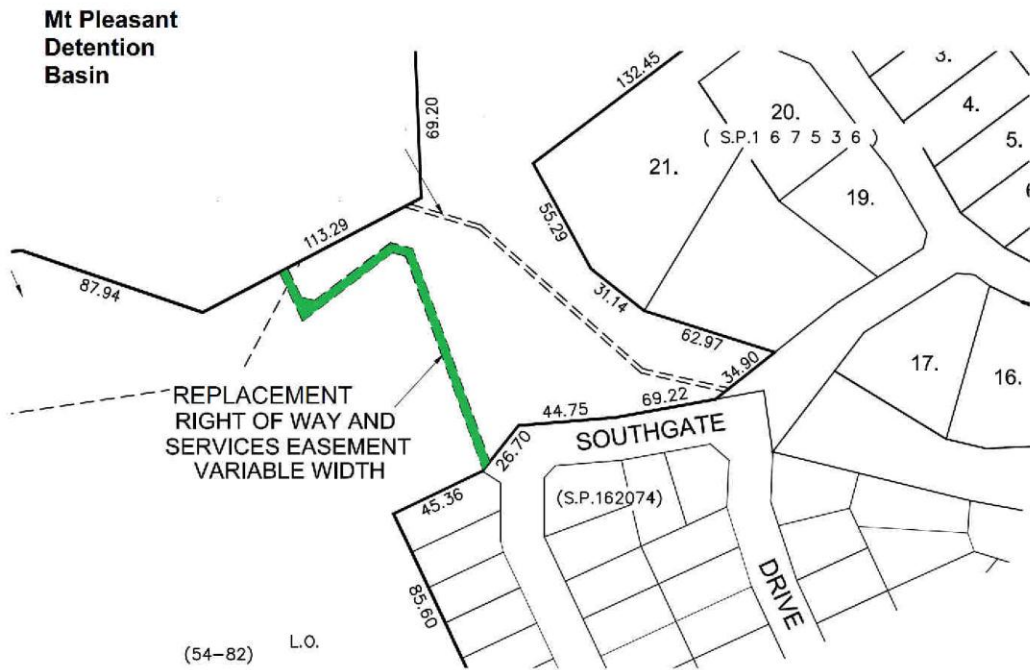 Mt Pleasant
Detention
Basin
69.20
132.45
3.
4.
5.
20.
( S.P.1 6 7 5 3 6 )
21.
19.
113.29
55.29
87.94
31.14
62.97
34.90
17.
16.
REPLACEMENT
RIGHT OF WAY AND
SERVICES EASEMENT
VARIABLE WIDTH
44.75
69.22
26.70
SOUTHGATE
45.36
(S.P.162074)
85.60
DRIVE
(54-82)
L.O.